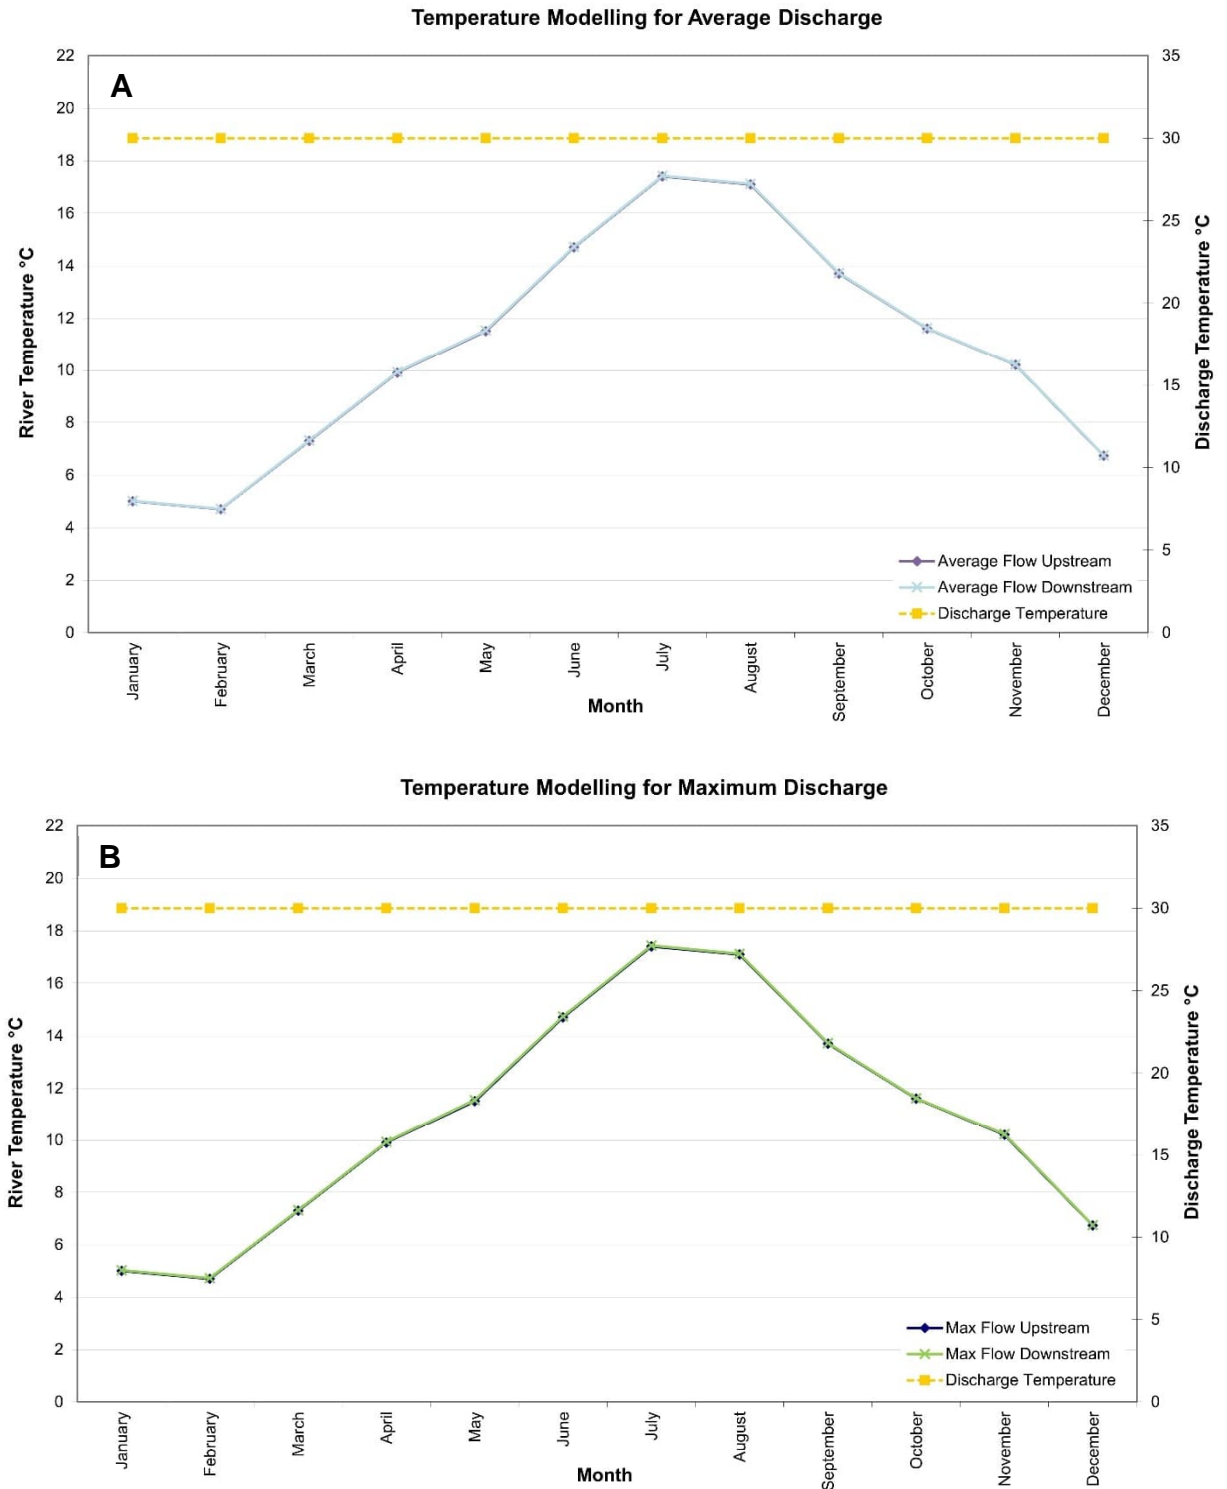 Temperature Modelling for Average Discharge
A
22
20
18
16
14
12
10
8
6
4
2
0
River Temperature °C
35
30
25
20
15
10
5
0
Discharge Temperature °C
Average Flow Upstream
Average Flow Downstream
Discharge Temperature
January
February
March
April
May
June
July
August
September
October
November
December
Month
Temperature Modelling for Maximum Discharge
B
22
20
18
16
14
12
10
8
6
4
2
0
River Temperature °C
35
30
25
20
15
10
5
0
Discharge Temperature °C
Max Flow Upstream
Max Flow Downstream
Discharge Temperature
January
February
March
April
May
June
July
August
September
October
November
December
Month